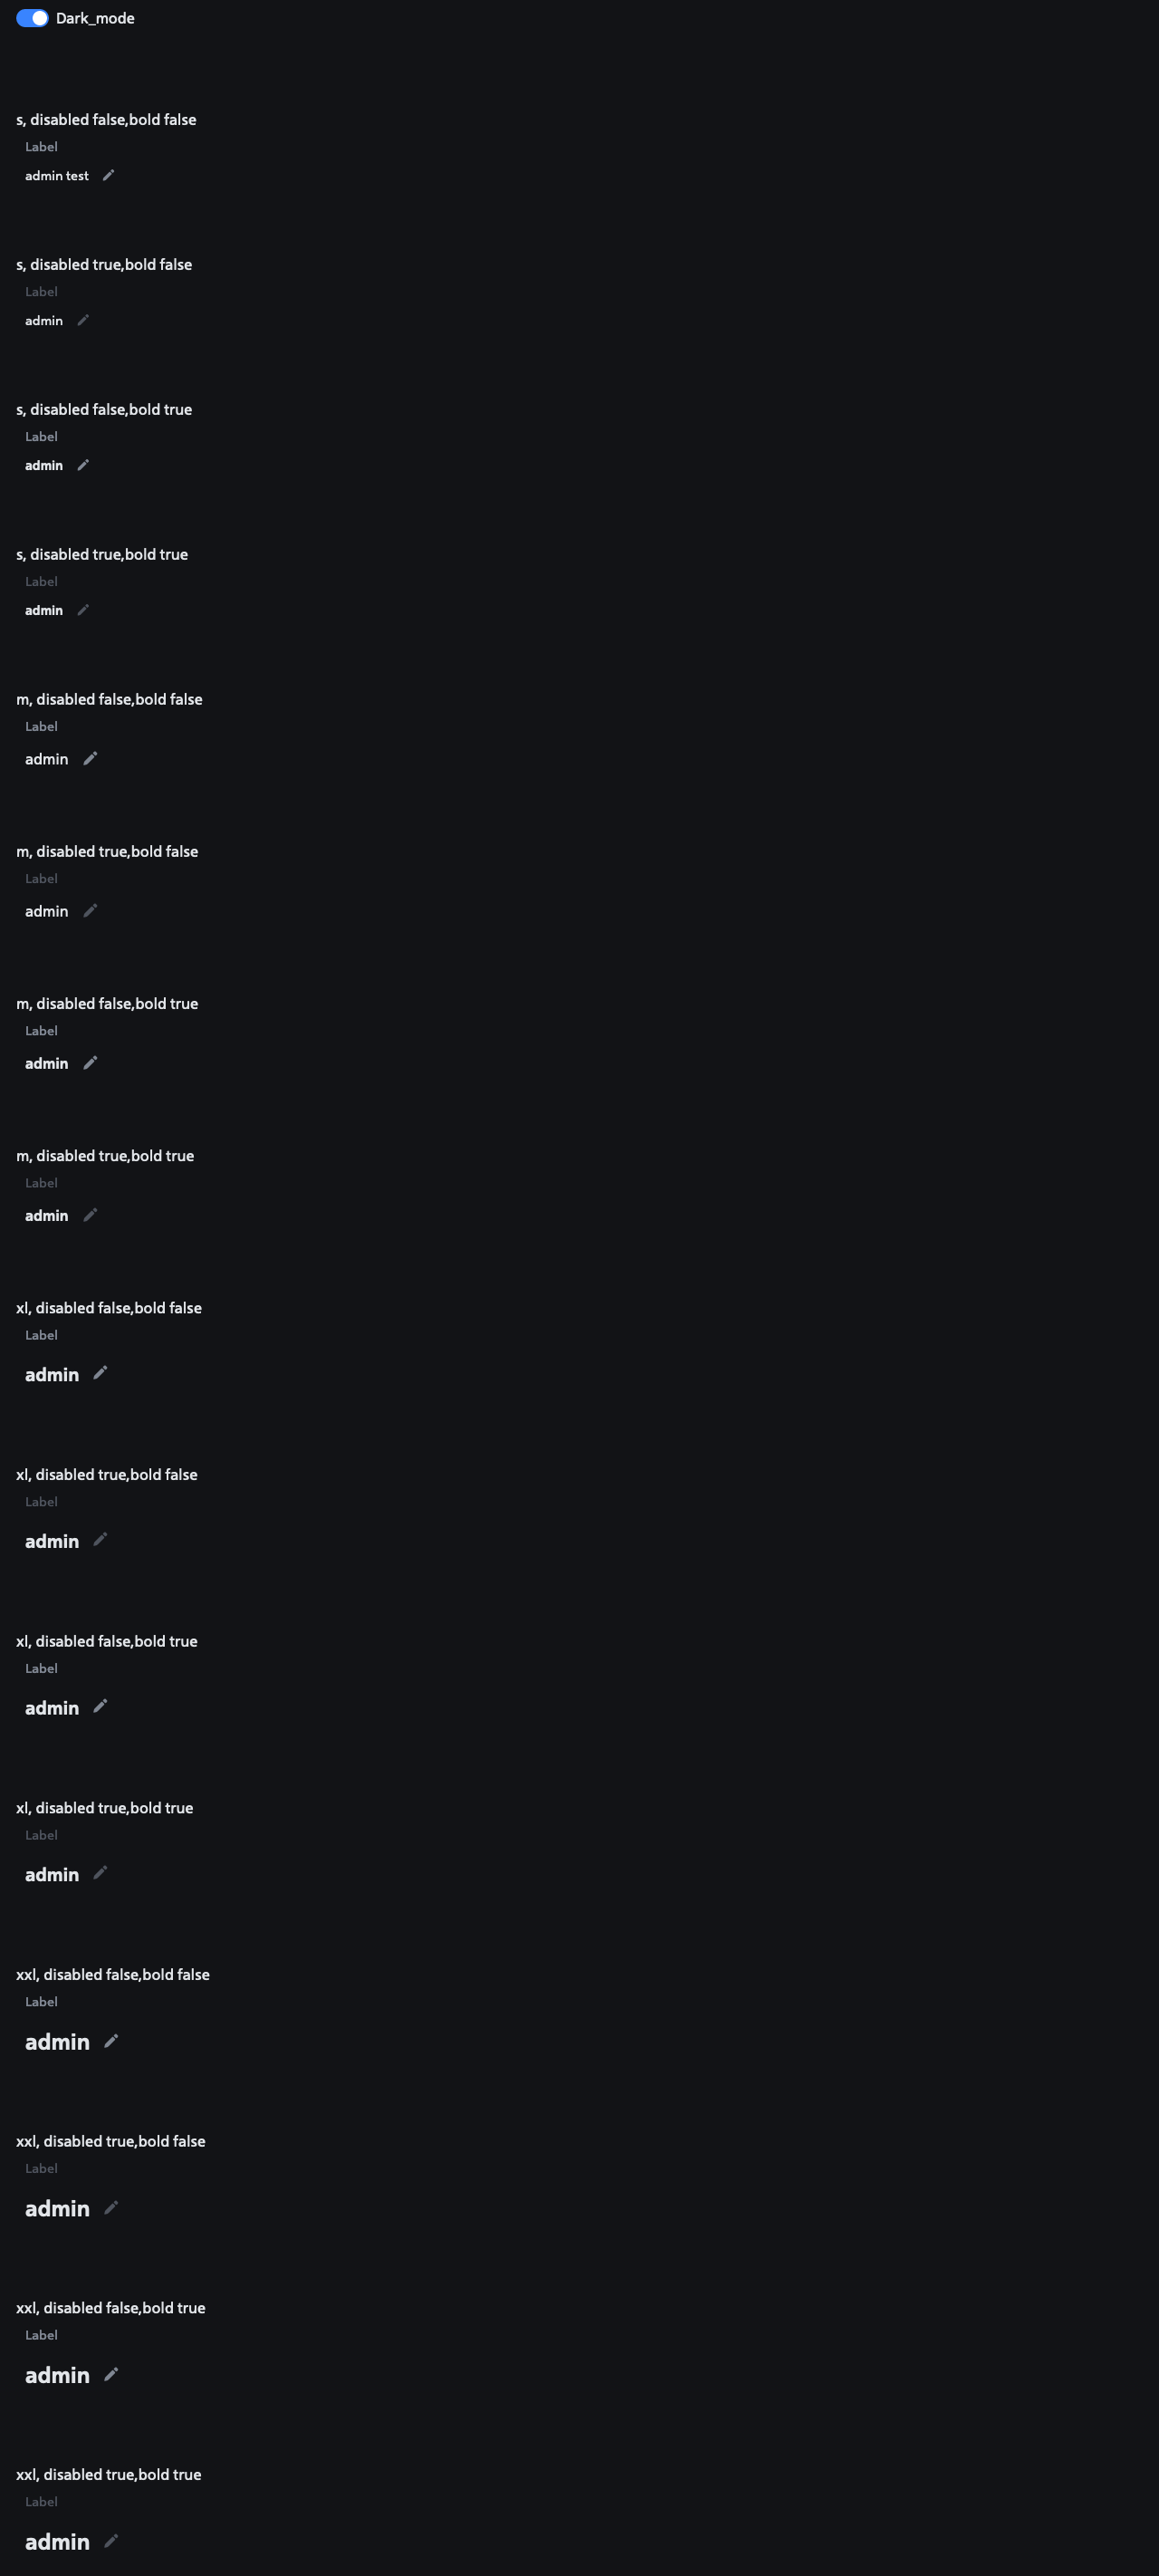 Dark_mode
s, disabled false,bold false
Label
admin test
s, disabled true,bold false
Label
admin
s, disabled false,bold true
Label
admin
s, disabled true,bold true
Label
admin
m, disabled false,bold false
Label
admin
m, disabled true,bold false
Label
admin
m, disabled false,bold true
Label
admin
m, disabled true,bold true
Label
admin
xl, disabled false,bold false
Label
admin
xl, disabled true,bold false
Label
admin
xl, disabled false,bold true
Label
admin
xl, disabled true,bold true
Label
admin
xxl, disabled false,bold false
Label
admin
xxl, disabled true,bold false
Label
admin
xxl, disabled false,bold true
Label
admin
xxl, disabled true,bold true
Label
admin